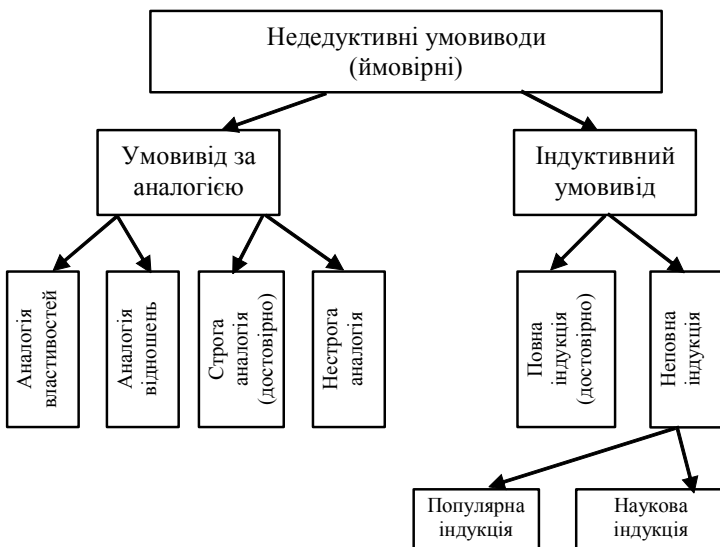 Недедуктивні умовиводи
(ймовірні)
Умовивід за
аналогією
Індуктивний
умовивід
Аналогія
властивостей
Аналогія
відношень
Строга
аналогія
(достовірно)
Нестрога
аналогія
Повна
індукція
(достовірно)
Неповна
індукція
Популярна
індукція
Наукова
індукція